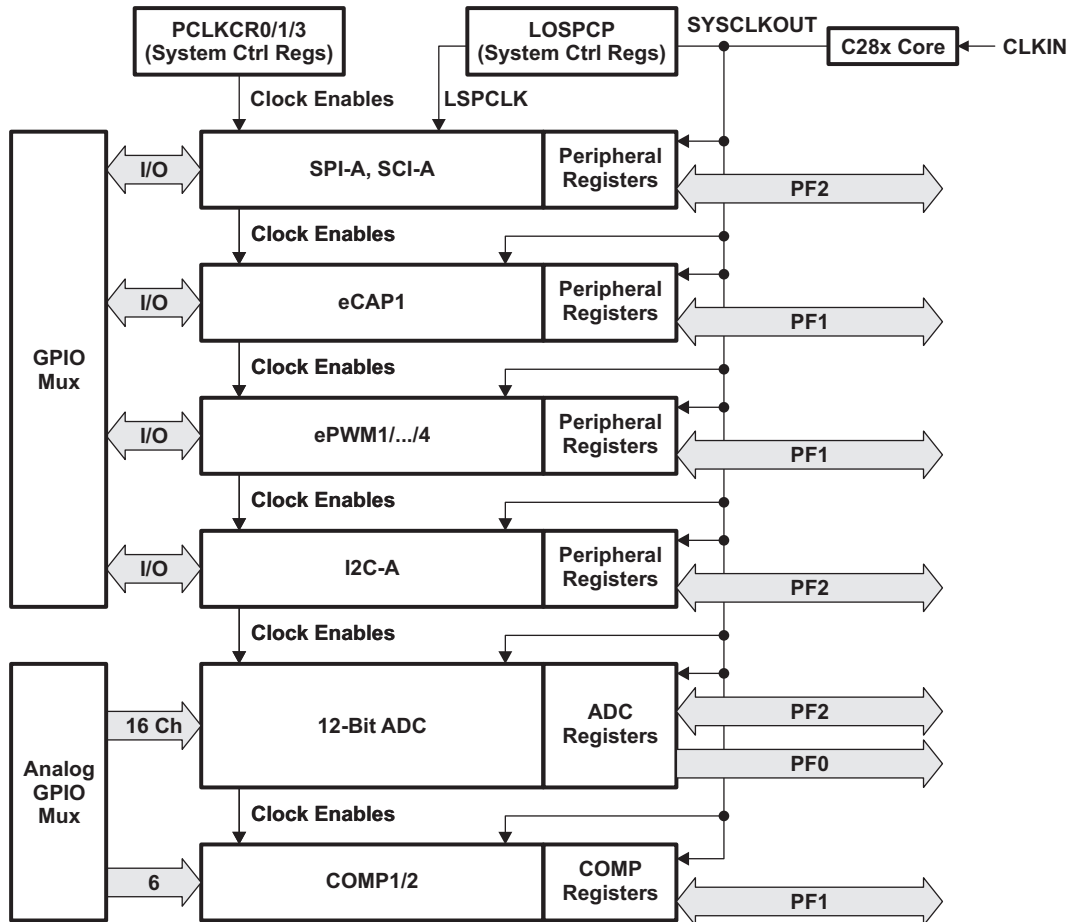 PCLKCR0/1/3
(System Ctrl Regs)
LOSPCP
(System Ctrl Regs)
SYSCLKOUT
C28x Core
CLKIN
Clock Enables
LSPCLK
I/O
SPI-A, SCI-A
Peripheral
Registers
PF2
Clock Enables
I/O
eCAP1
Peripheral
Registers
PF1
GPIO
Mux
Clock Enables
I/O
ePWM1/.../4
Peripheral
Registers
PF1
Clock Enables
I/O
I2C-A
Peripheral
Registers
PF2
Clock Enables
16 Ch
12-Bit ADC
ADC
Registers
PF2
PF0
Analog
GPIO
Mux
Clock Enables
6
COMP1/2
COMP
Registers
PF1